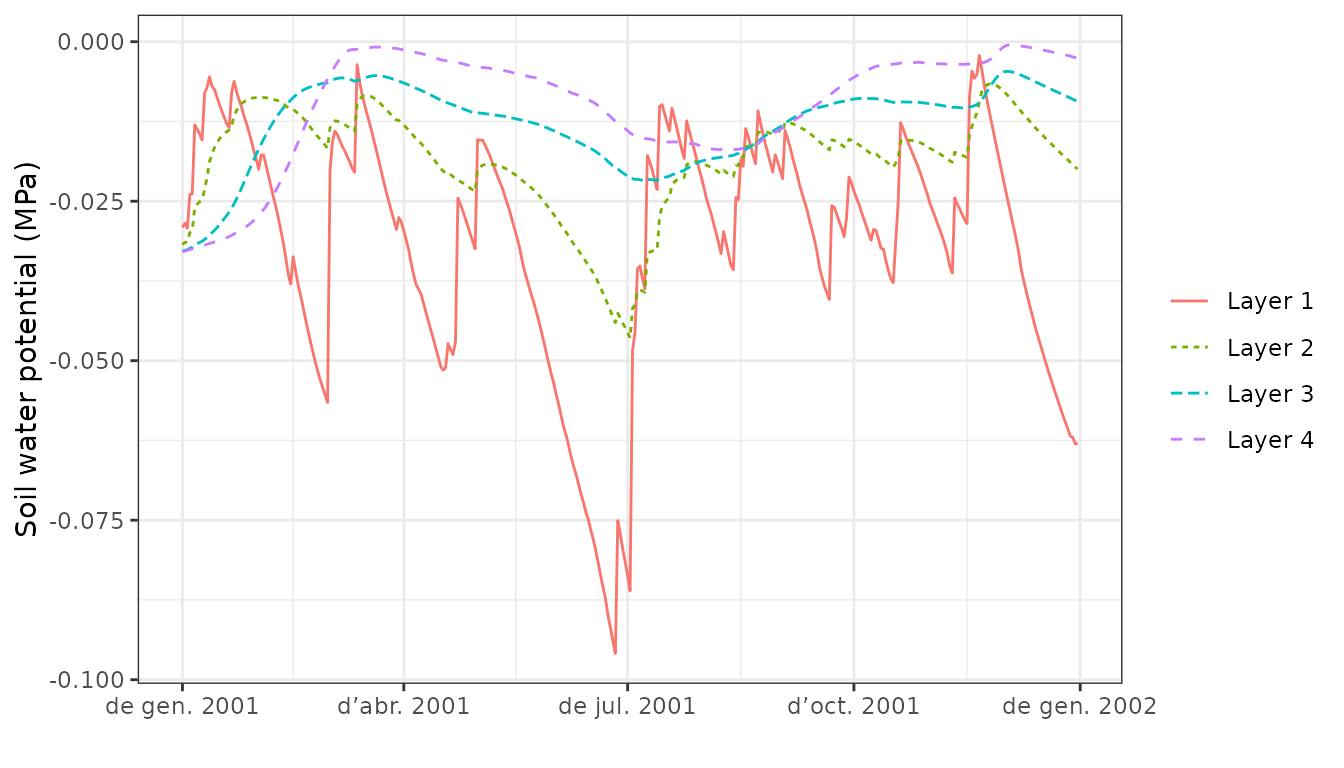 Soil water potential (MPa)
0.000
-0.025
-0.050
-0.075
-0.100
de gen. 2001
d’abr. 2001
de jul. 2001
d’oct. 2001
de gen. 2002
Layer 1
Layer 2
Layer 3
Layer 4